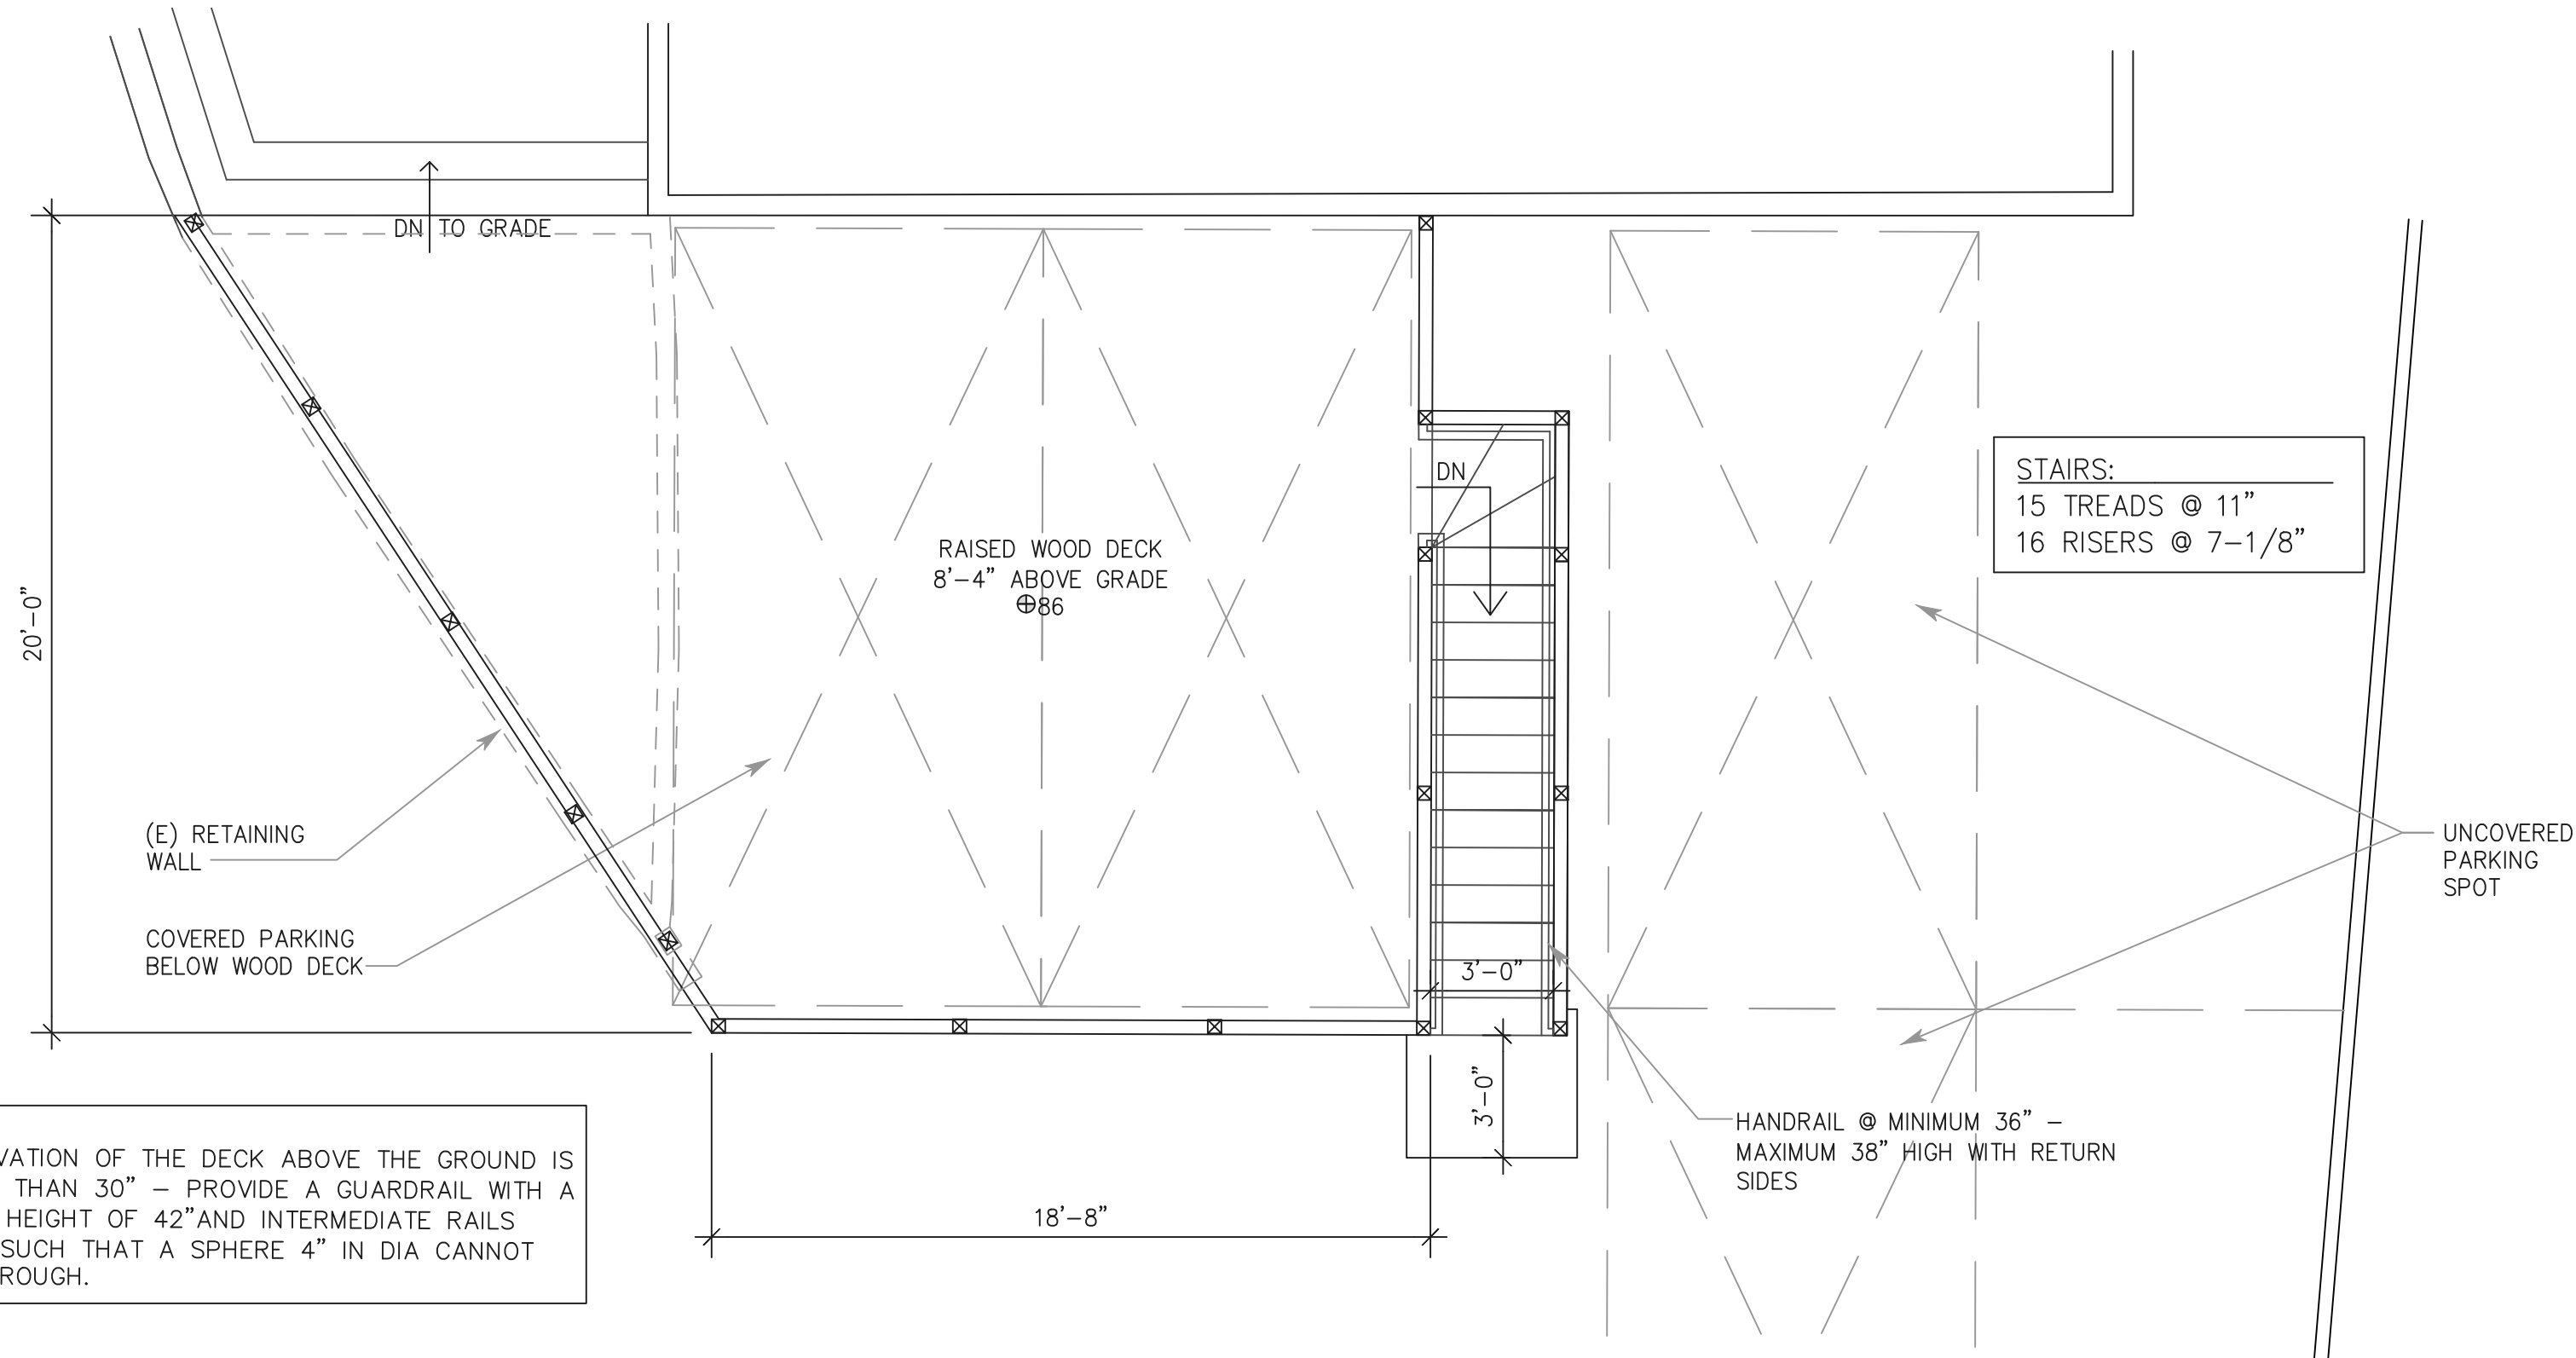 DN TO GRADE
20'-0"
RAISED WOOD DECK
8'-4" ABOVE GRADE
86
DN
STAIRS:
15 TREADS @ 11"
16 RISERS @ 7-1/8"
(E) RETAINING
WALL
COVERED PARKING
BELOW WOOD DECK
UNCOVERED
PARKING
SPOT
3'-0"
3'-0"
HANDRAIL @ MINIMUM 36" -
MAXIMUM 38" HIGH WITH RETURN
SIDES
18'-8"
VATION OF THE DECK ABOVE THE GROUND IS
THAN 30" - PROVIDE A GUARDRAIL WITH A
HEIGHT OF 42"AND INTERMEDIATE RAILS
SUCH THAT A SPHERE 4" IN DIA CANNOT
ROUGH.